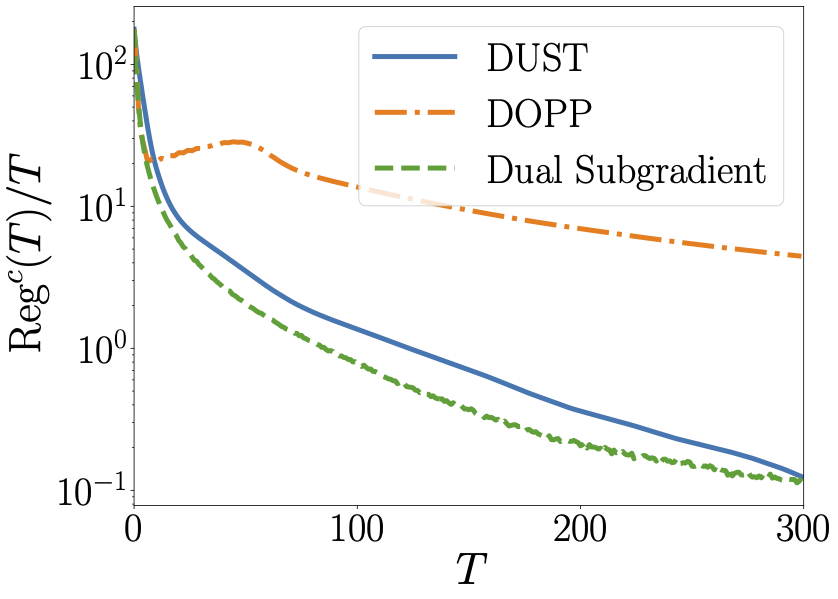 DUST
DOPP
Dual Subgradient
Reg^c(T)/T
10^2
10^1
10^0
10^−1
0 100 200 300
T